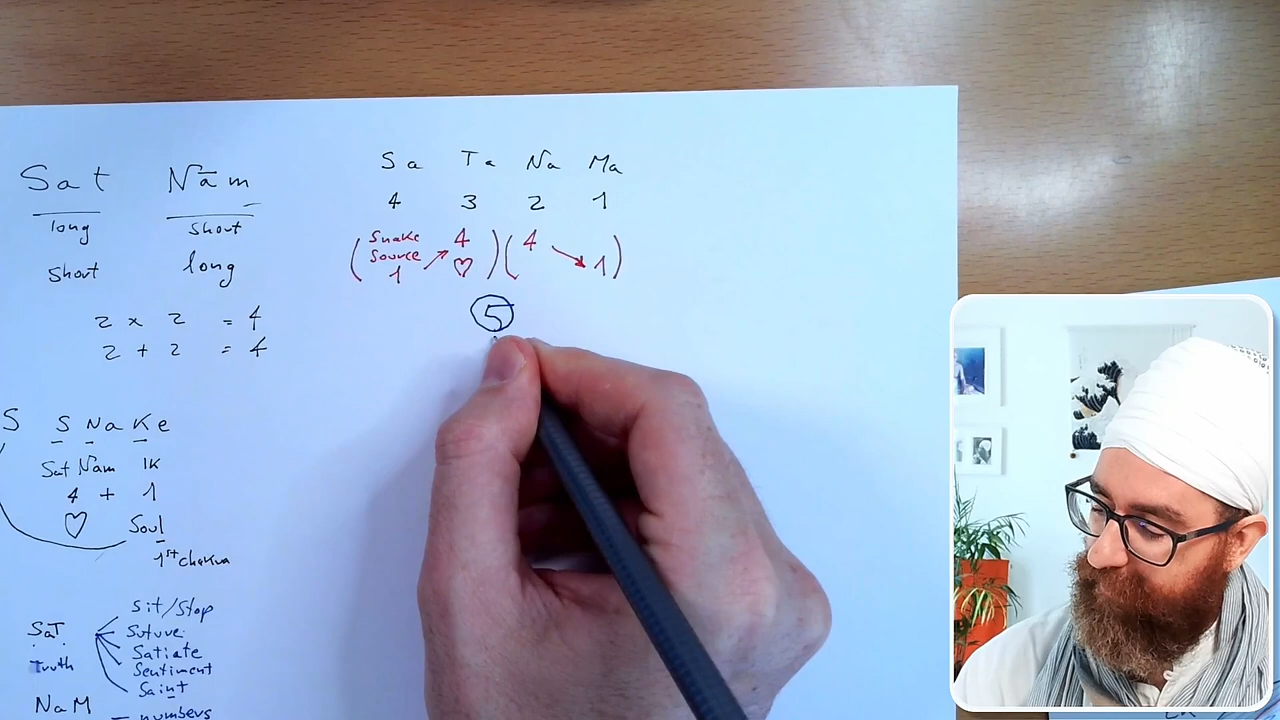 Sat Nām
long short
short long
2 x 2 = 4
2 + 2 = 4
S SNaKe
Sat Nam IK
4 + 1
♡ Soul
1st chakra
sit/stop
SaT Suture
Truth Satiate
Sentiment
Saint
NaM numbers
Sa Ta Na Ma
4 3 2 1
(Snake 4) (4
Source
1 ♡ 1)
5